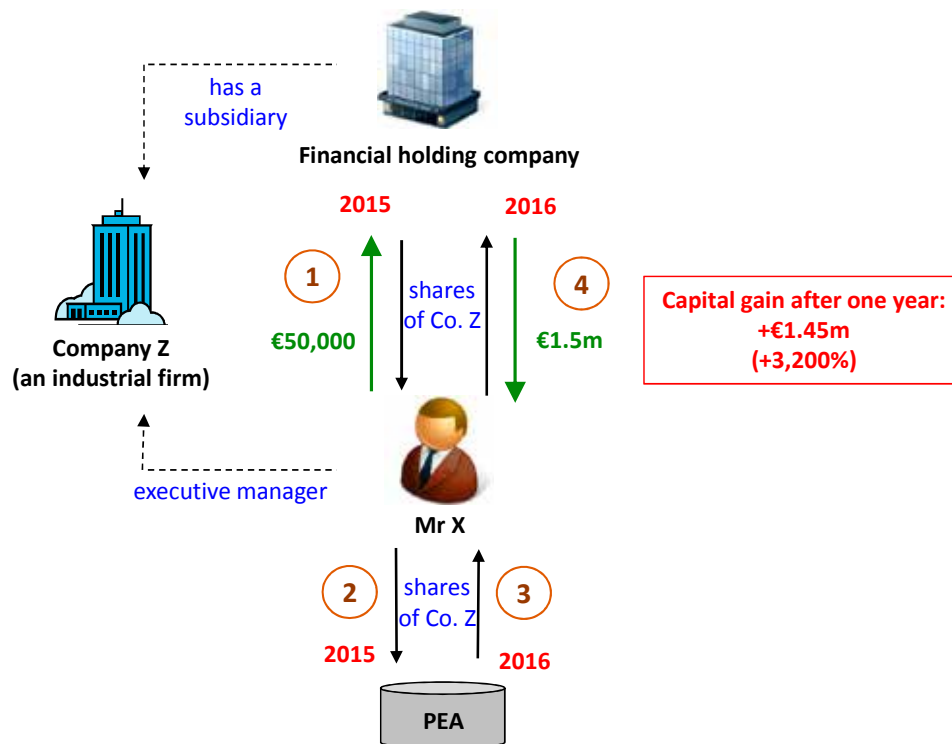 has a
subsidiary
Financial holding company
2015
2016
1
4
shares
of Co. Z
€50,000
€1.5m
Capital gain after one year:
+€1.45m
(+3,200%)
Company Z
(an industrial firm)
executive manager
Mr X
2
shares
of Co. Z
3
2015
2016
PEA